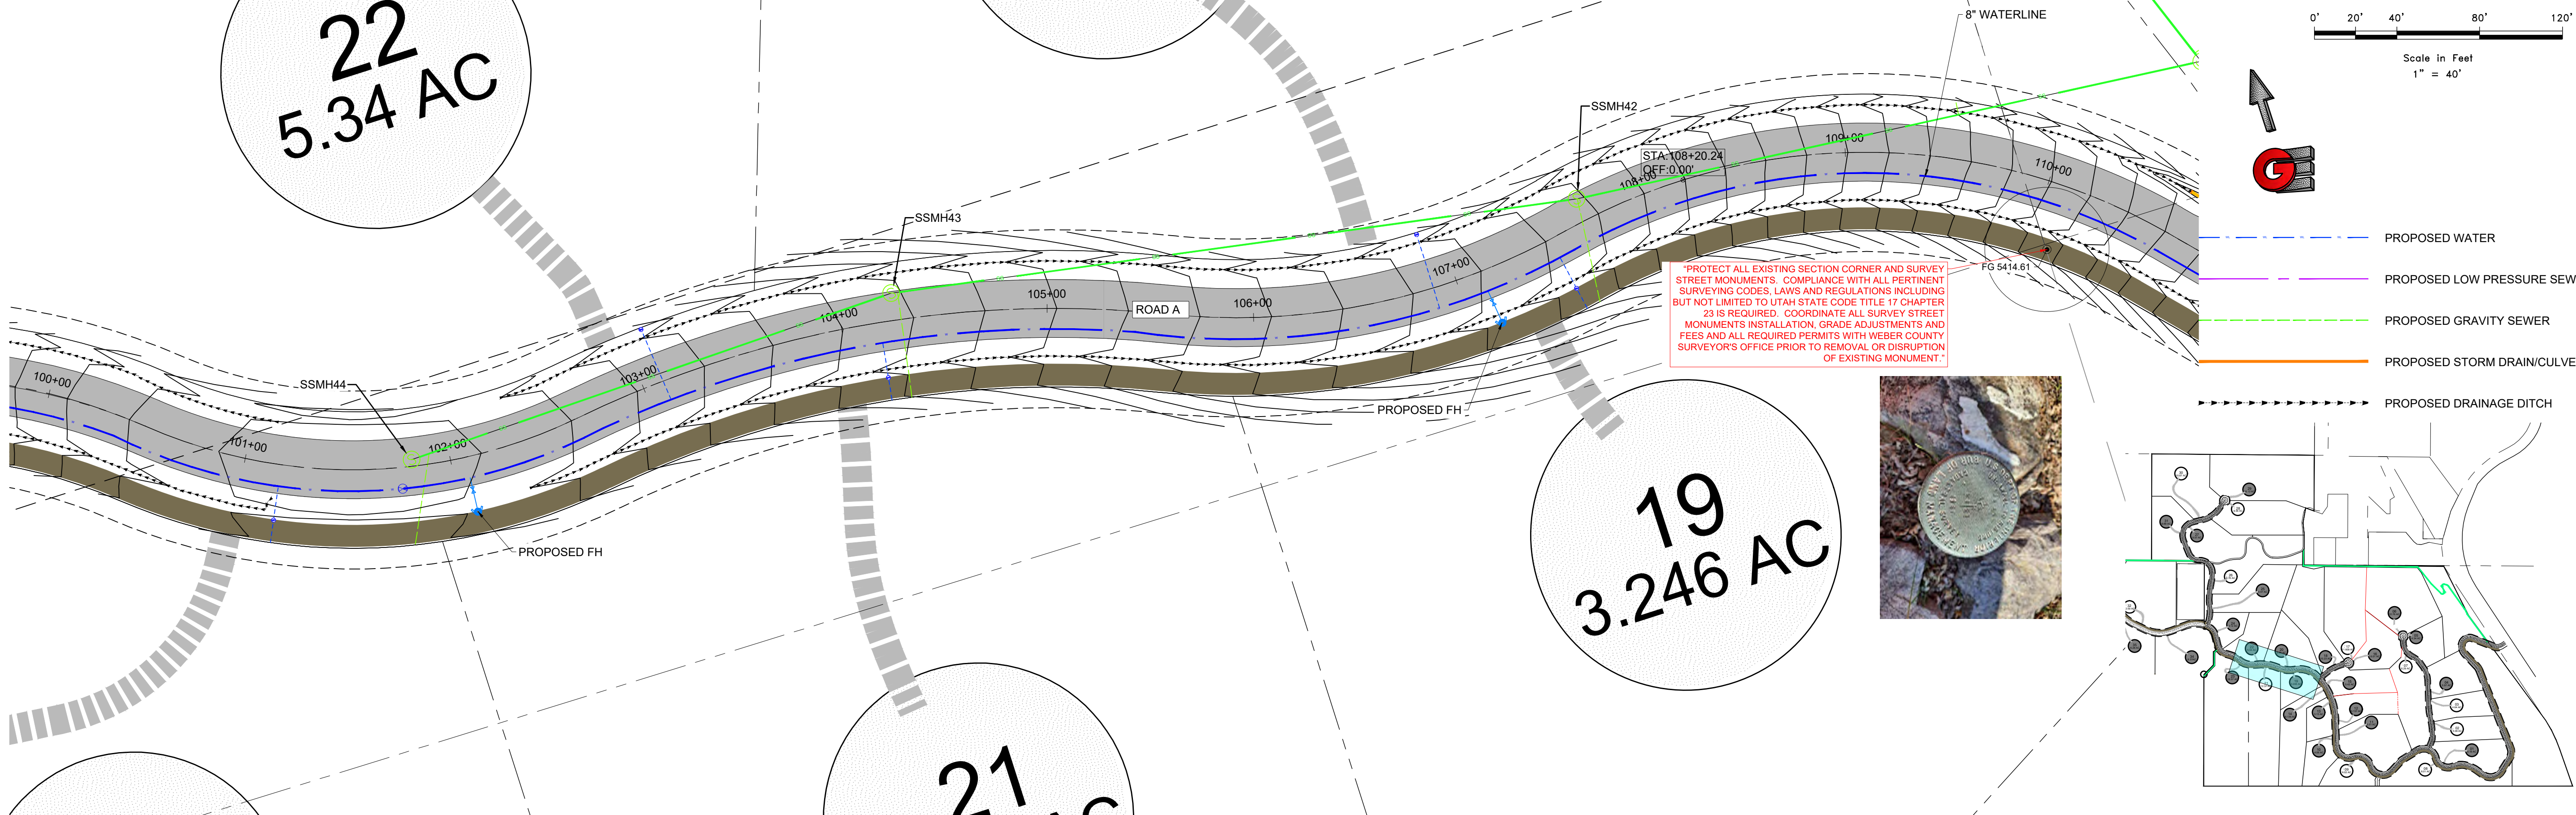 22
5.34 AC
8" WATERLINE
0' 20' 40' 80' 120'
Scale in Feet
1" = 40'
SSMH42
STA:108+20.24
OFF:0.00'
108+00
109+00
110+00
SSMH43
107+00
FG 5414.61
PROPOSED WATER
"PROTECT ALL EXISTING SECTION CORNER AND SURVEY
STREET MONUMENTS. COMPLIANCE WITH ALL PERTINENT
SURVEYING CODES, LAWS AND REGULATIONS INCLUDING
BUT NOT LIMITED TO UTAH STATE CODE TITLE 17 CHAPTER
23 IS REQUIRED. COORDINATE ALL SURVEY STREET
MONUMENTS INSTALLATION, GRADE ADJUSTMENTS AND
FEES AND ALL REQUIRED PERMITS WITH WEBER COUNTY
SURVEYOR'S OFFICE PRIOR TO REMOVAL OR DISRUPTION
OF EXISTING MONUMENT."
PROPOSED LOW PRESSURE SEW
PROPOSED GRAVITY SEWER
PROPOSED STORM DRAIN/CULVE
PROPOSED DRAINAGE DITCH
104+00
105+00
106+00
ROAD A
100+00
103+00
SSMH44
101+00
102+00
PROPOSED FH
PROPOSED FH
19
3.246 AC
21
AC